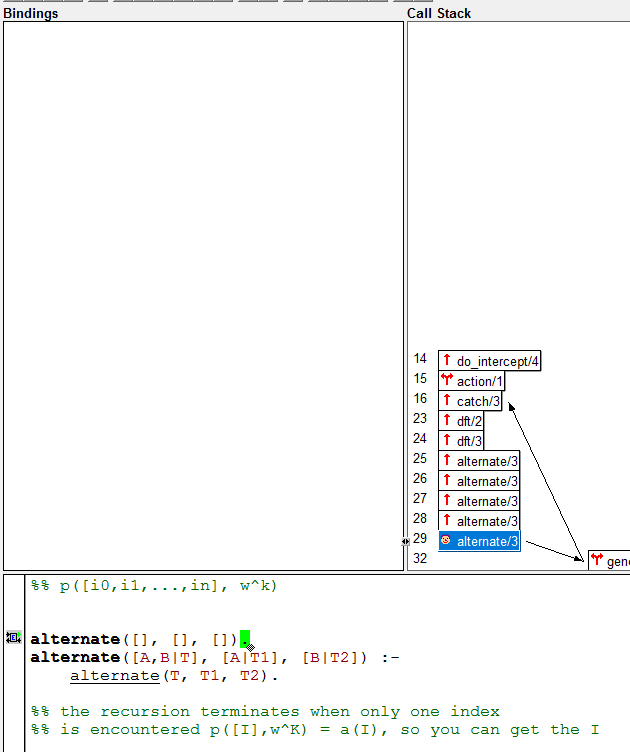 Bindings
Call Stack
14 do_intercept/4
15 action/1
16 catch/3
23 dft/2
24 dft/3
25 alternate/3
26 alternate/3
27 alternate/3
28 alternate/3
29 alternate/3
32 gene
%% p([i0,i1,...,in], w^k)
alternate([], [], []).
alternate([A,B|T], [A|T1], [B|T2]) :-
alternate(T, T1, T2).
%% the recursion terminates when only one index
%% is encountered p([I],w^K) = a(I), so you can get the I